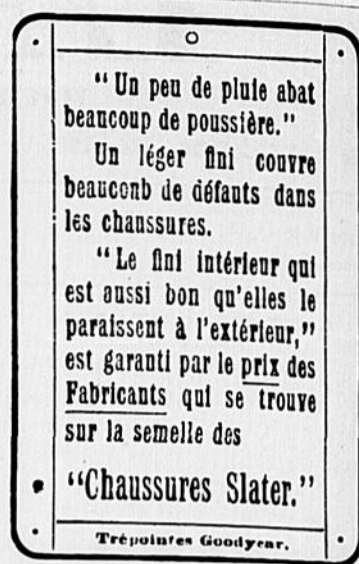 “Un peu de pluie abat
beaucoup de poussière.”
Un léger fini couvre
beauconb de défauts dans
les chaussures.
“Le fini intérieur qui
est aussi bon qu'elles le
paraissent à l'extérieur,”
est garanti par le prix des
Fabricants qui se trouve
sur la semelle des
“Chaussures Slater.”
Trépointes Goodyear.